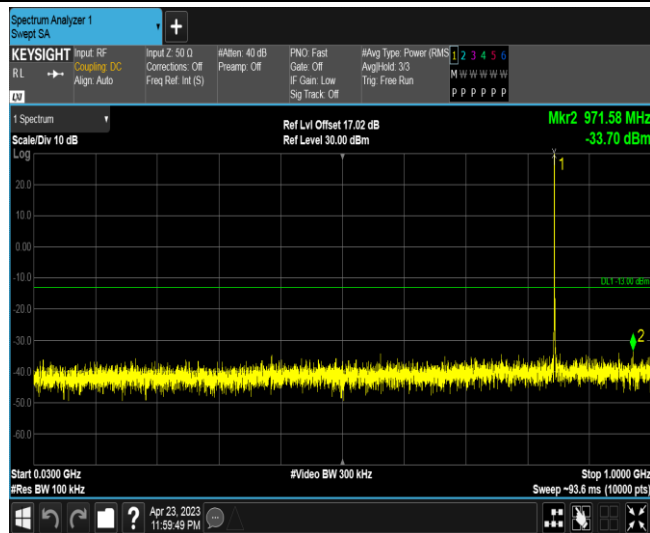 Spectrum Analyzer 1
Swept SA
KEYSIGHT
RL
LXI
Input: RF
Coupling: DC
Align: Auto
Input Z: 50 Ω
Corrections: Off
Freq Ref: Int (S)
#Atten: 40 dB
Preamp: Off
PNO: Fast
Gate: Off
IF Gain: Low
Sig Track: Off
#Avg Type: Power (RMS
Avg|Hold: 3/3
Trig: Free Run
1 2 3 4 5 6
M W W W W W
P P P P P P
1 Spectrum
Scale/Div 10 dB
Log
Ref Lvl Offset 17.02 dB
Ref Level 30.00 dBm
Mkr2 971.58 MHz
-33.70 dBm
1
20.0
10.0
0.00
-10.0
DL1 -13.00 dBm
-20.0
-30.0
2
-40.0
-50.0
-60.0
Start 0.0300 GHz
#Res BW 100 kHz
#Video BW 300 kHz
Stop 1.0000 GHz
Sweep ~93.6 ms (10000 pts)
?
Apr 23, 2023
11:59:49 PM